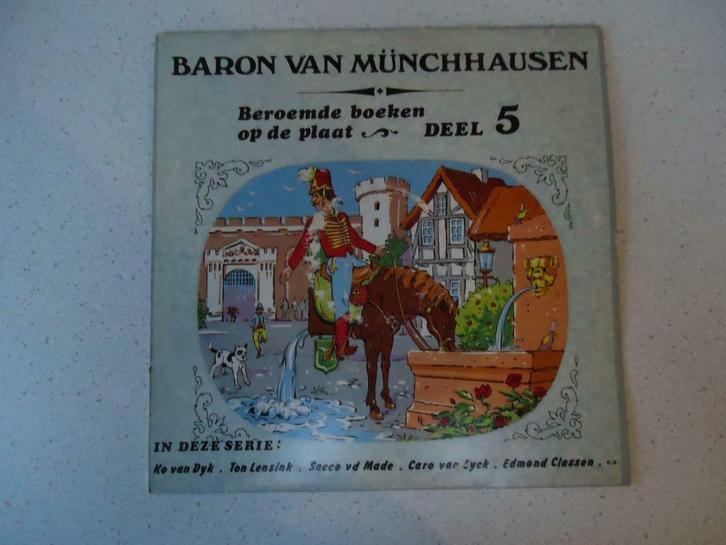 BARON VAN MÜNCHHAUSEN
Beroemde boeken
op de plaat DEEL 5
IN DEZE SERIE:
Ko van Dyk . Ton Lensink . Sacco vd Made . Caro van Eyck . Edmond Classen . e.a.